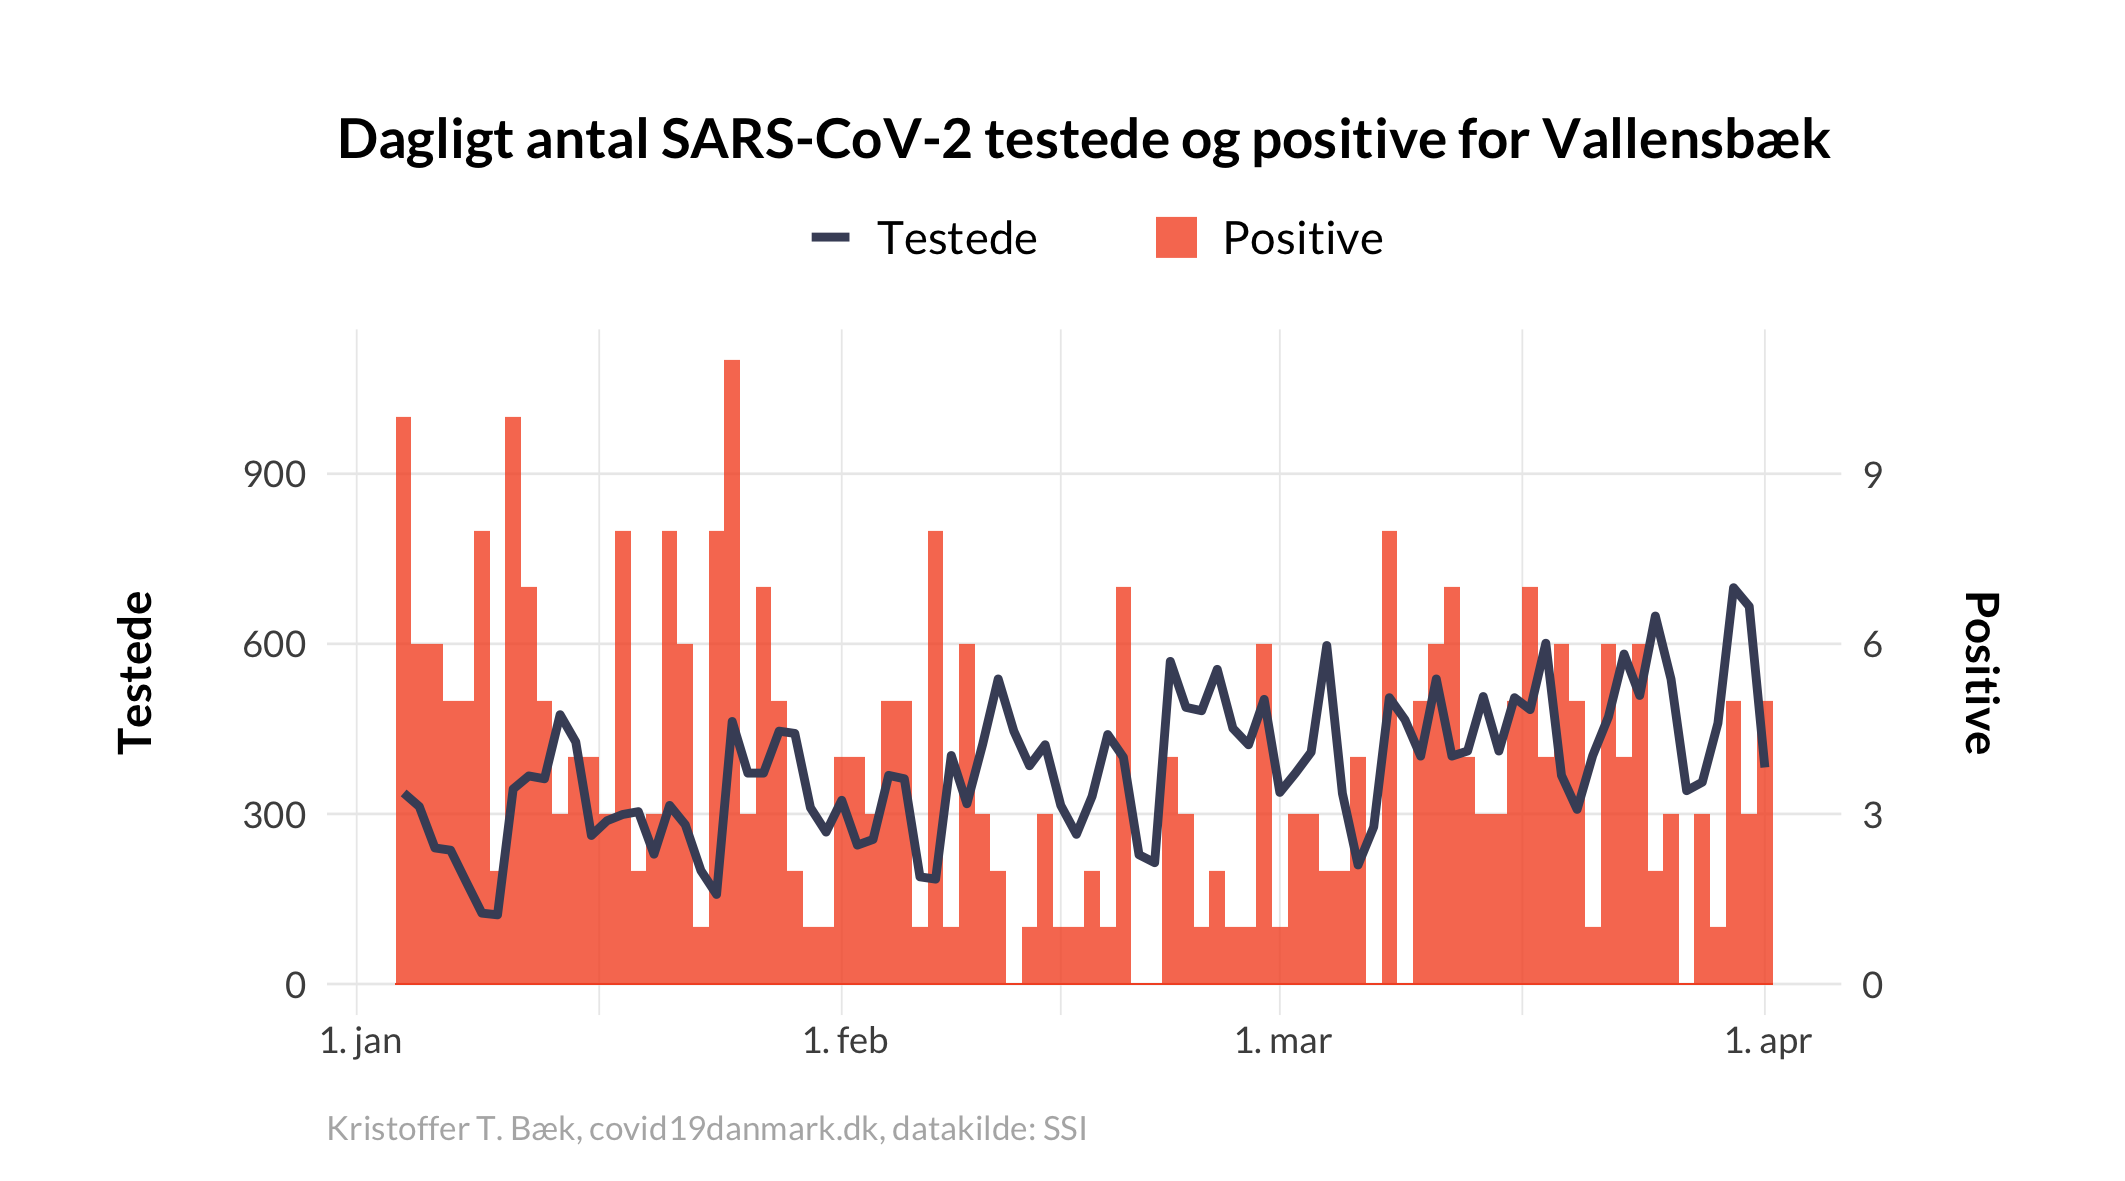 Dagligt antal SARS-CoV-2 testede og positive for Vallensbæk
Testede
Positive
900
600
300
0
Testede
9
6
3
0
Positive
1. jan
1. feb
1. mar
1. apr
Kristoffer T. Bæk, covid19danmark.dk, datakilde: SSI